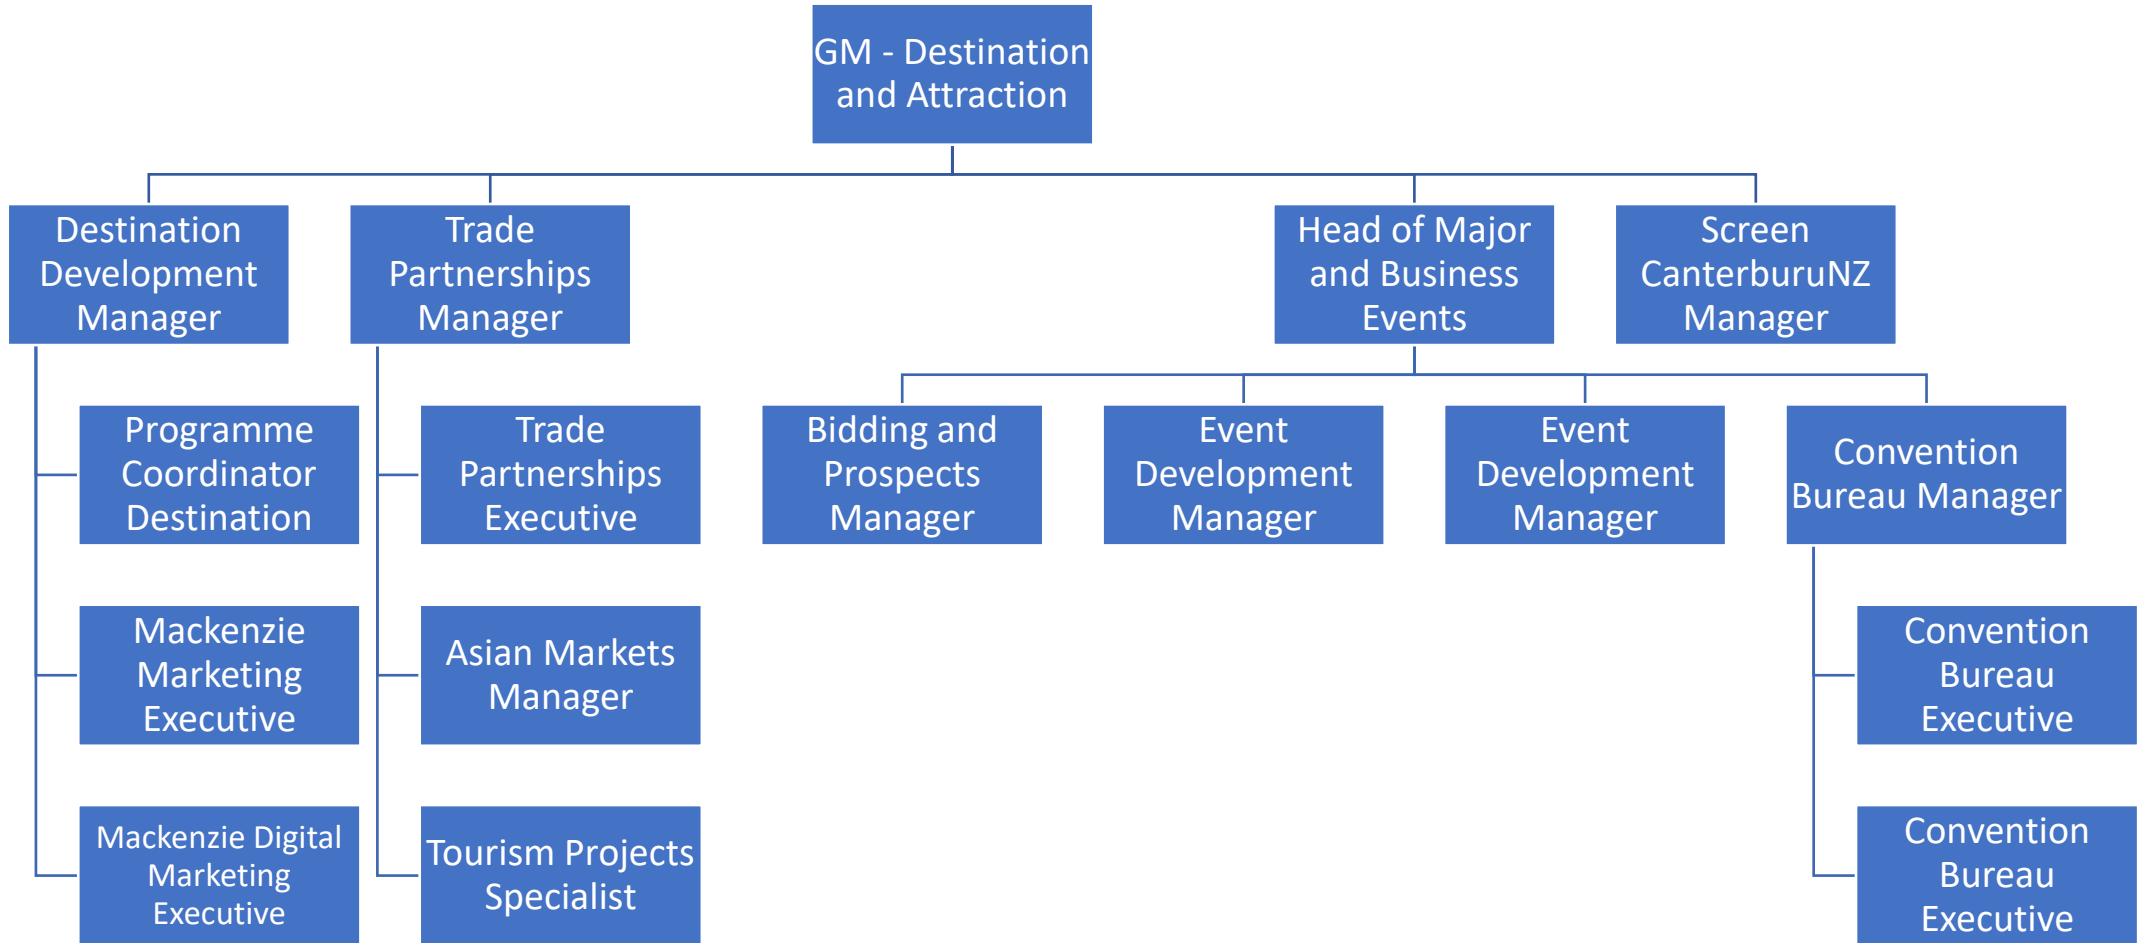 GM - Destination
and Attraction
Destination
Development
Manager
Trade
Partnerships
Manager
Head of Major
and Business
Events
Screen
CanterburuNZ
Manager
Programme
Coordinator
Destination
Trade
Partnerships
Executive
Bidding and
Prospects
Manager
Event
Development
Manager
Event
Development
Manager
Convention
Bureau Manager
Mackenzie
Marketing
Executive
Asian Markets
Manager
Convention
Bureau
Executive
Mackenzie Digital
Marketing
Executive
Tourism Projects
Specialist
Convention
Bureau
Executive